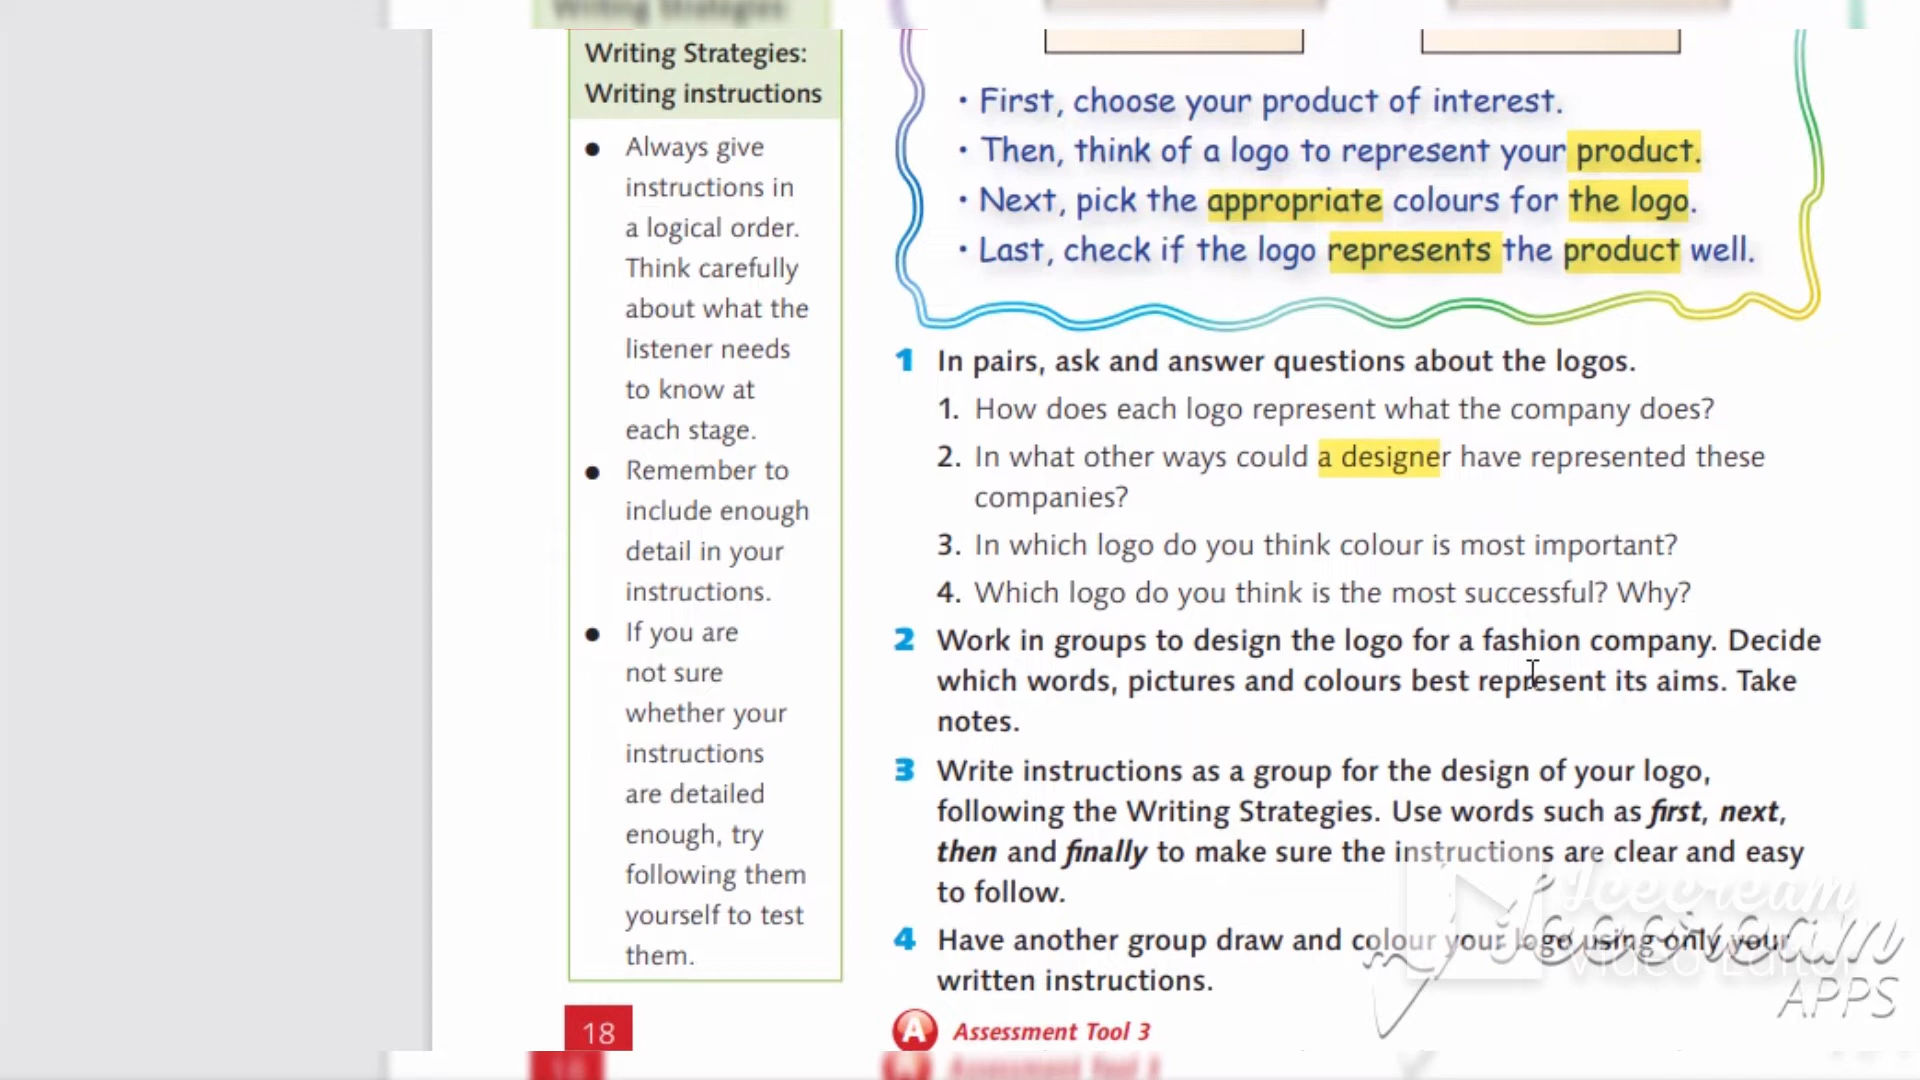 Writing Strategies:
Writing instructions
● Always give
instructions in
a logical order.
Think carefully
about what the
listener needs
to know at
each stage.
● Remember to
include enough
detail in your
instructions.
● If you are
not sure
whether your
instructions
are detailed
enough, try
following them
yourself to test
them.
18
• First, choose your product of interest.
• Then, think of a logo to represent your product.
• Next, pick the appropriate colours for the logo.
• Last, check if the logo represents the product well.
1 In pairs, ask and answer questions about the logos.
1. How does each logo represent what the company does?
2. In what other ways could a designer have represented these
companies?
3. In which logo do you think colour is most important?
4. Which logo do you think is the most successful? Why?
2 Work in groups to design the logo for a fashion company. Decide
which words, pictures and colours best represent its aims. Take
notes.
3 Write instructions as a group for the design of your logo,
following the Writing Strategies. Use words such as first, next,
then and finally to make sure the instructions are clear and easy
to follow.
4 Have another group draw and colour your logo using only your
written instructions.
A Assessment Tool 3
Icecream
Video Editor
Icecream
APPS